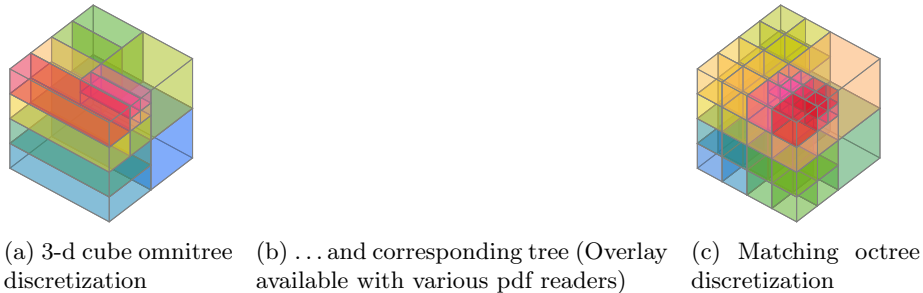 (a) 3-d cube omnitree
discretization
(b) ... and corresponding tree (Overlay
available with various pdf readers)
(c) Matching octree
discretization